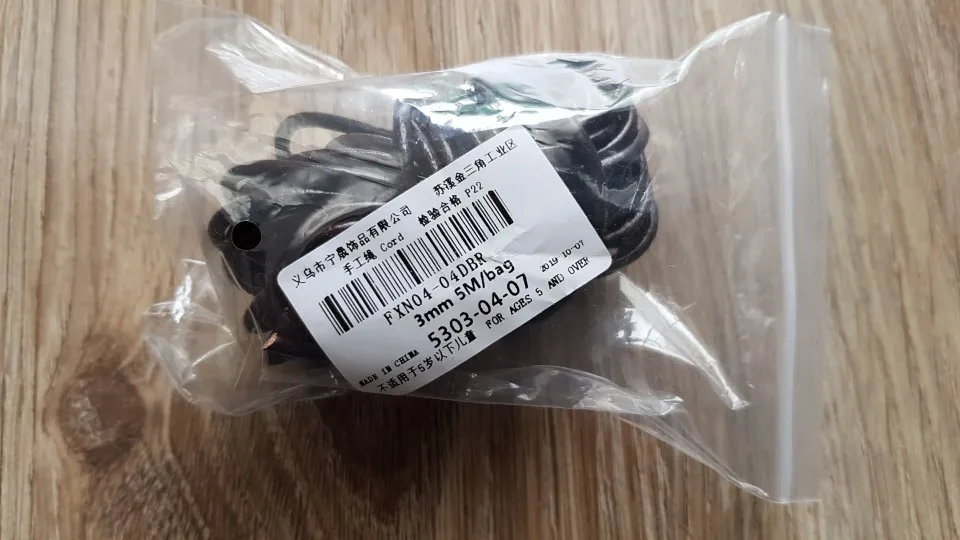 义乌市宁晟饰品有限公司 苏溪金三角工业区
手工绳 Cord 检验合格 P22
FXN04-04DBR
3mm 5M/bag
5303-04-07 2019 10-07
MADE IN CHINA FOR AGES 5 AND OVER
不适用于5岁以下儿童